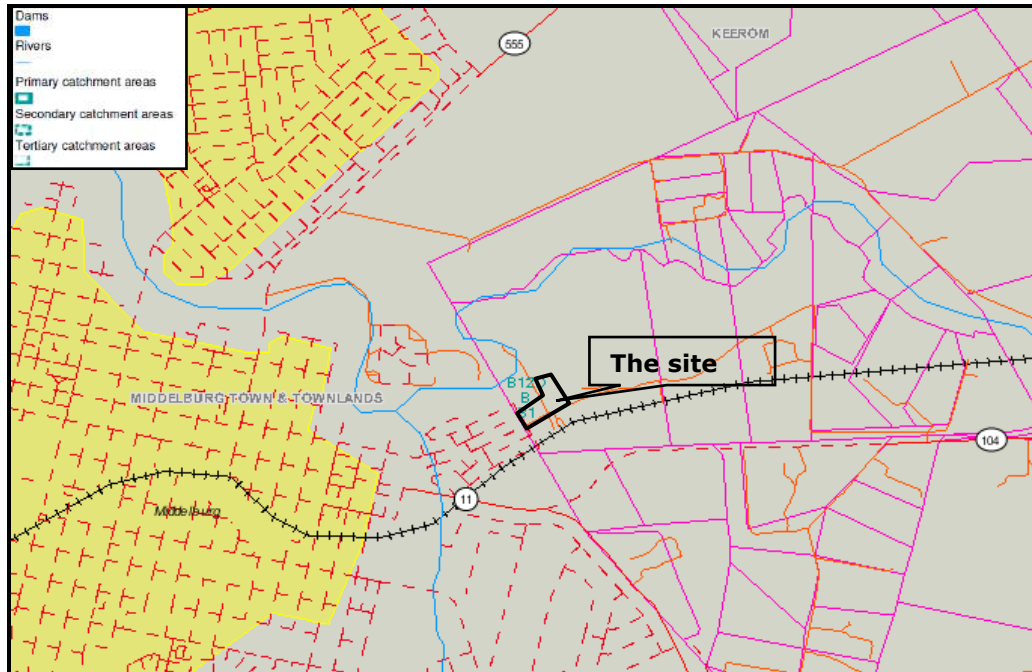 Dams
Rivers
Primary catchment areas
Secondary catchment areas
Tertiary catchment areas
555
KEEROM
The site
B
MIDDELBURG TOWN & TOWNLANDS
104
11
Middelburg